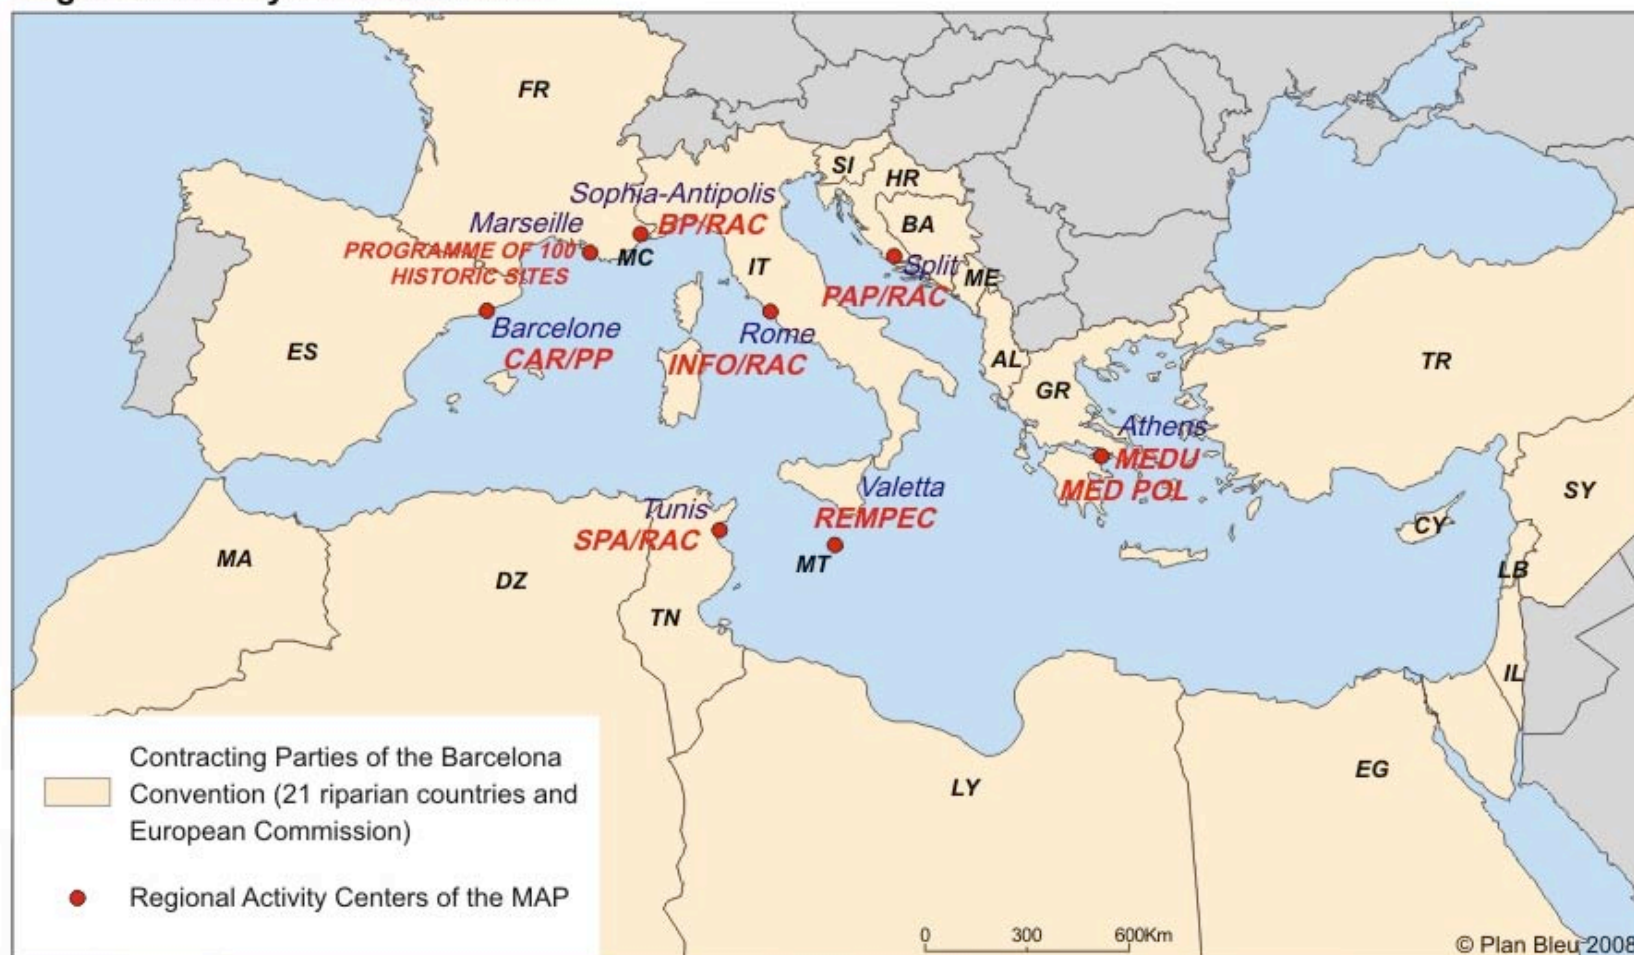 FR
SI
HR
Sophia-Antipolis
BP/RAC
Marseille
PROGRAMME OF 100
HISTORIC SITES
MC
IT
BA
Split
PAP/RAC
ME
Barcelone
CAR/PP
Rome
INFO/RAC
ES
AL
GR
TR
Athens
MEDU
MED POL
Valetta
REMPEC
Tunis
SPA/RAC
MT
SY
CY
LB
MA
DZ
TN
IL
LY
EG
Contracting Parties of the Barcelona
Convention (21 riparian countries and
European Commission)
Regional Activity Centers of the MAP
0 300 600Km
© Plan Bleu 2008